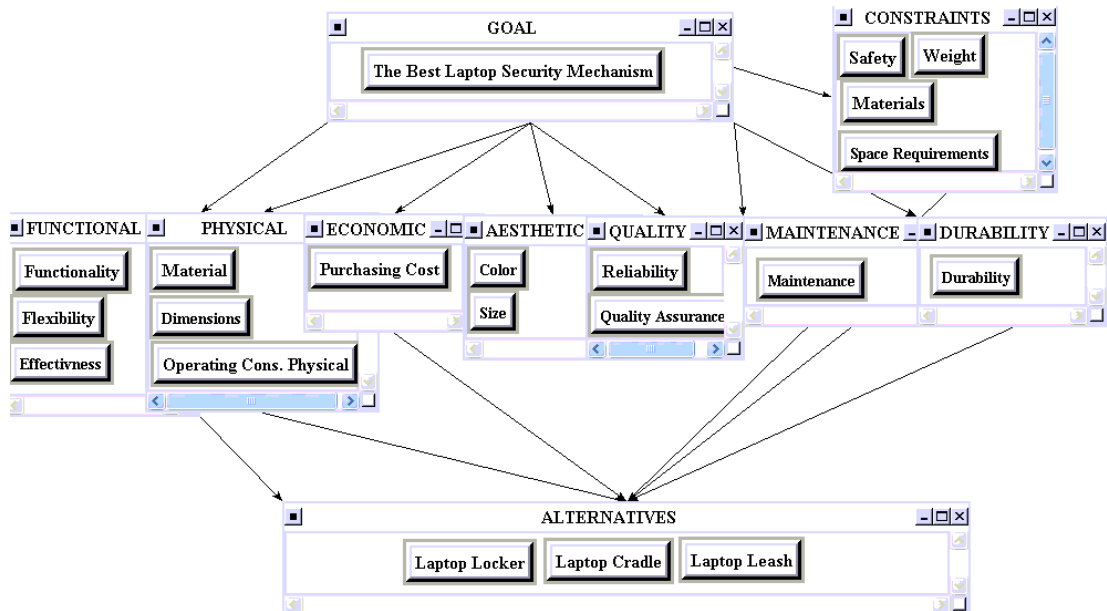 GOAL
The Best Laptop Security Mechanism
CONSTRAINTS
Safety
Weight
Materials
Space Requirements
FUNCTIONAL
Functionality
Flexibility
Effectivness
PHYSICAL
Material
Dimensions
Operating Cons. Physical
ECONOMIC
Purchasing Cost
AESTHETIC
Color
Size
QUALITY
Reliability
Quality Assurance
MAINTENANCE
Maintenance
DURABILITY
Durability
ALTERNATIVES
Laptop Locker
Laptop Cradle
Laptop Leash